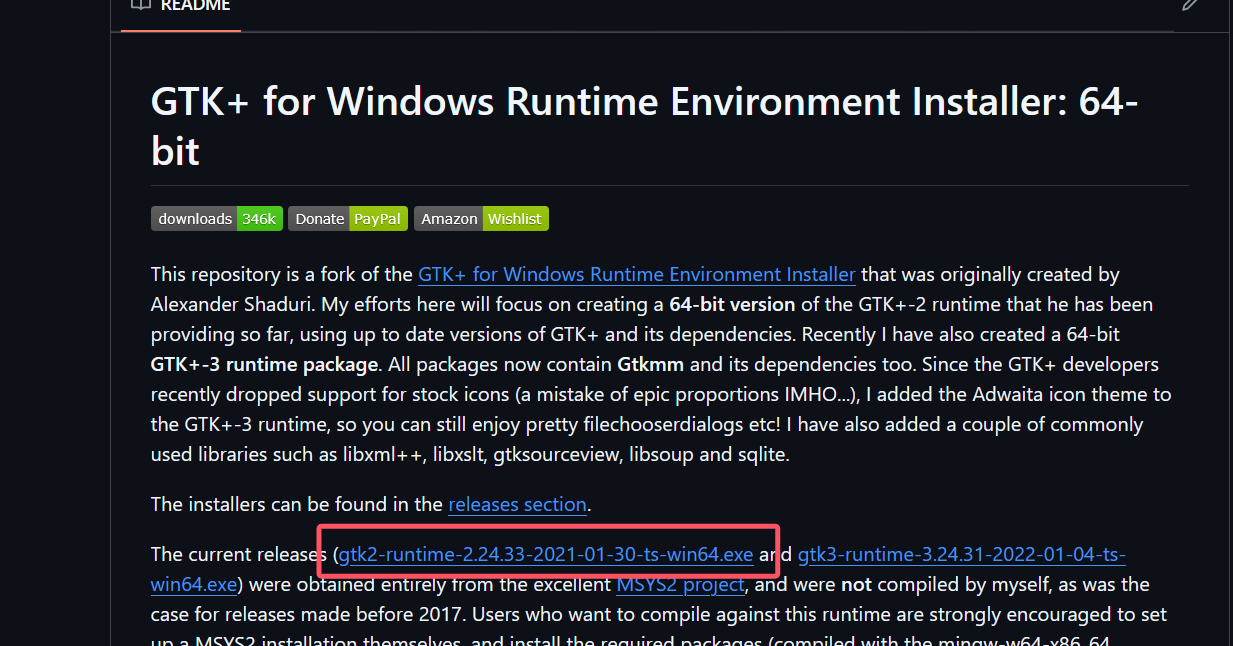 README
GTK+ for Windows Runtime Environment Installer: 64-
bit
downloads 346k Donate PayPal Amazon Wishlist
This repository is a fork of the GTK+ for Windows Runtime Environment Installer that was originally created by
Alexander Shaduri. My efforts here will focus on creating a 64-bit version of the GTK+-2 runtime that he has been
providing so far, using up to date versions of GTK+ and its dependencies. Recently I have also created a 64-bit
GTK+-3 runtime package. All packages now contain Gtkmm and its dependencies too. Since the GTK+ developers
recently dropped support for stock icons (a mistake of epic proportions IMHO...), I added the Adwaita icon theme to
the GTK+-3 runtime, so you can still enjoy pretty filechooserdialogs etc! I have also added a couple of commonly
used libraries such as libxml++, libxslt, gtksourceview, libsoup and sqlite.
The installers can be found in the releases section.
The current releases (gtk2-runtime-2.24.33-2021-01-30-ts-win64.exe and gtk3-runtime-3.24.31-2022-01-04-ts-
win64.exe) were obtained entirely from the excellent MSYS2 project, and were not compiled by myself, as was the
case for releases made before 2017. Users who want to compile against this runtime are strongly encouraged to set
up a MSYS2 installation themselves, and install the required packages (compiled with the mingw-w64-x86_64